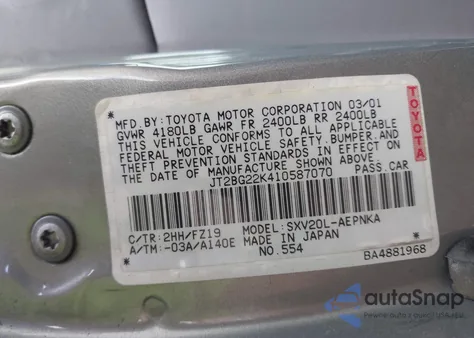 MFD.BY:TOYOTA MOTOR CORPORATION 03/01
GVWR 4180LB GAWR FR 2400LB RR 2400LB
THIS VEHICLE CONFORMS TO ALL APPLICABLE
FEDERAL MOTOR VEHICLE SAFETY,BUMPER,AND
THEFT PREVENTION STANDARDS IN EFFECT ON
THE DATE OF MANUFACTURE SHOWN ABOVE.
JT2BG22K410587070 PASS.CAR
C/TR:2HH/FZ19 MODEL:SXV20L-AEPNKA
A/TM:-03A/A140E MADE IN JAPAN
NO.554 BA4881968
TOYOTA
autaSnap